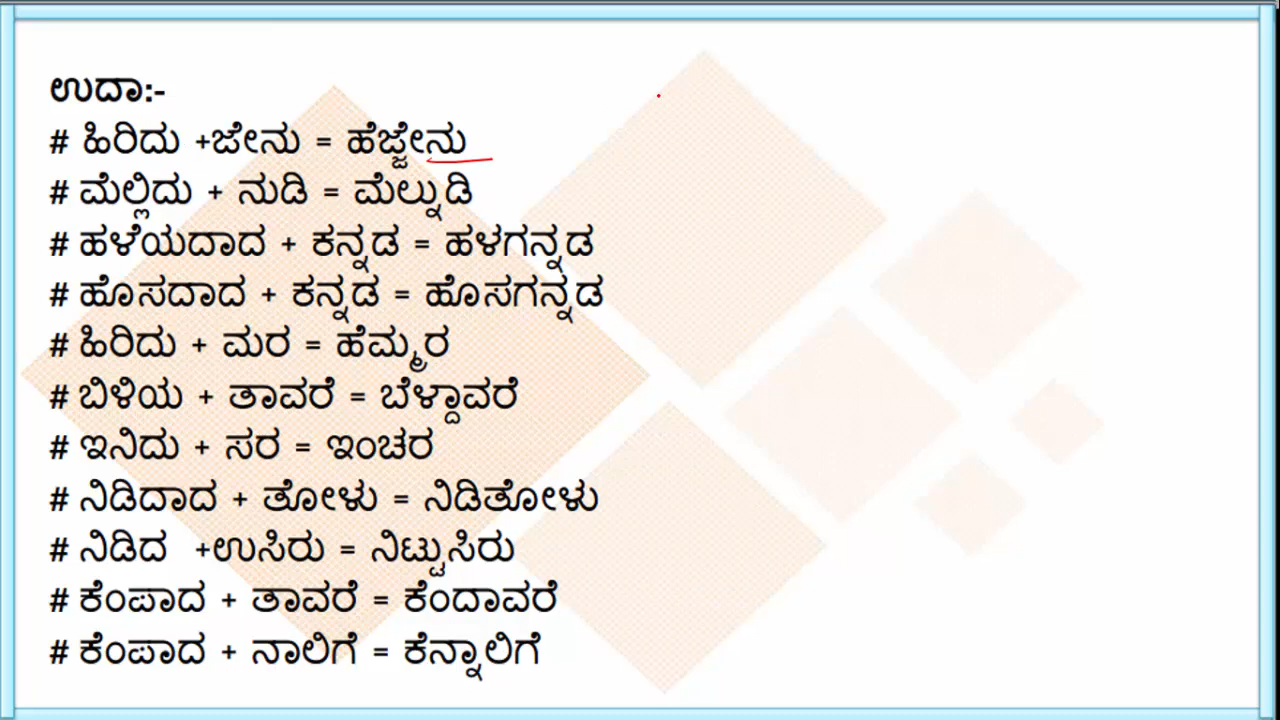 ಉದಾ:-
# ಹಿರಿದು +ಜೇನು = ಹೆಜ್ಜೇನು
# ಮೆಲ್ಲಿದು + ನುಡಿ = ಮೆಲ್ನುಡಿ
# ಹಳೆಯದಾದ + ಕನ್ನಡ = ಹಳಗನ್ನಡ
# ಹೊಸದಾದ + ಕನ್ನಡ = ಹೊಸಗನ್ನಡ
# ಹಿರಿದು + ಮರ = ಹೆಮ್ಮರ
# ಬಿಳಿಯ + ತಾವರೆ = ಬೆಳ್ದಾವರೆ
# ಇನಿದು + ಸರ = ಇಂಚರ
# ನಿಡಿದಾದ + ತೋಳು = ನಿಡಿತೋಳು
# ನಿಡಿದ +ಉಸಿರು = ನಿಟ್ಟುಸಿರು
# ಕೆಂಪಾದ + ತಾವರೆ = ಕೆಂದಾವರೆ
# ಕೆಂಪಾದ + ನಾಲಿಗೆ = ಕೆನ್ನಾಲಿಗೆ